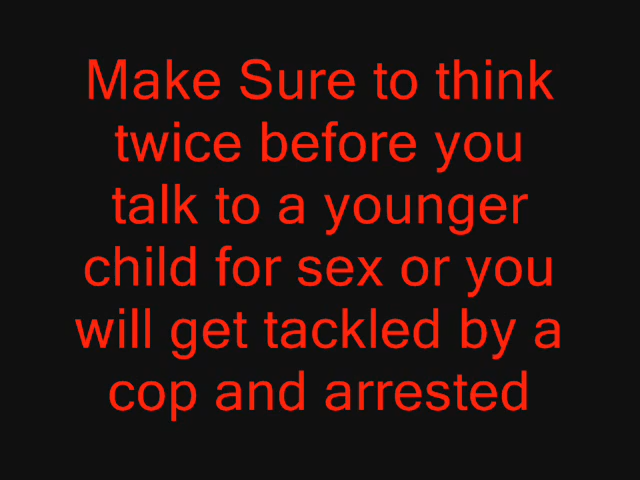 Make Sure to think
twice before you
talk to a younger
child for sex or you
will get tackled by a
cop and arrested